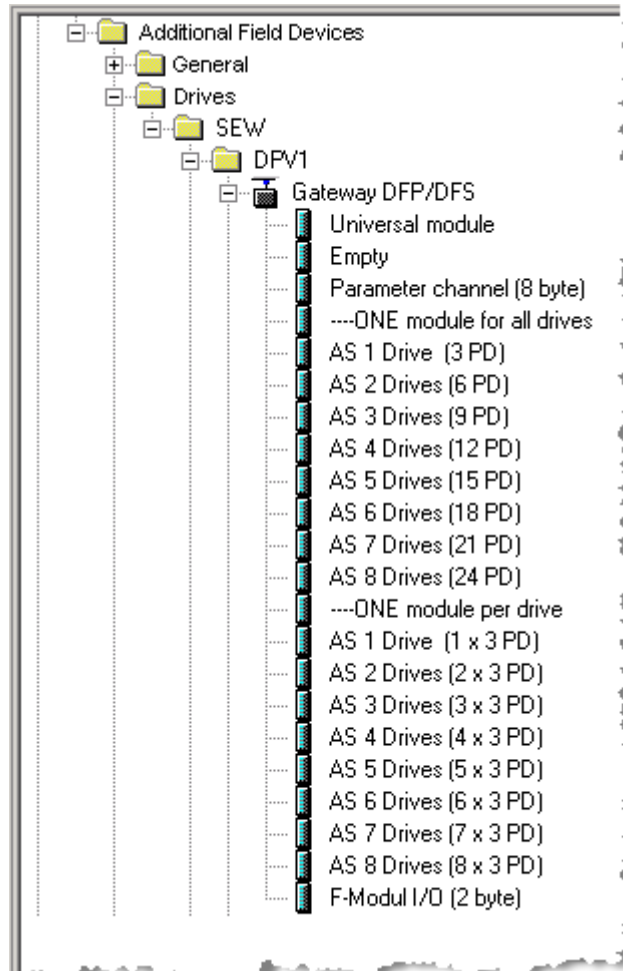 Additional Field Devices
General
Drives
SEW
DPV1
Gateway DFP/DFS
Universal module
Empty
Parameter channel (8 byte)
----ONE module for all drives
AS 1 Drive (3 PD)
AS 2 Drives (6 PD)
AS 3 Drives (9 PD)
AS 4 Drives (12 PD)
AS 5 Drives (15 PD)
AS 6 Drives (18 PD)
AS 7 Drives (21 PD)
AS 8 Drives (24 PD)
----ONE module per drive
AS 1 Drive (1 x 3 PD)
AS 2 Drives (2 x 3 PD)
AS 3 Drives (3 x 3 PD)
AS 4 Drives (4 x 3 PD)
AS 5 Drives (5 x 3 PD)
AS 6 Drives (6 x 3 PD)
AS 7 Drives (7 x 3 PD)
AS 8 Drives (8 x 3 PD)
F-Modul I/O (2 byte)